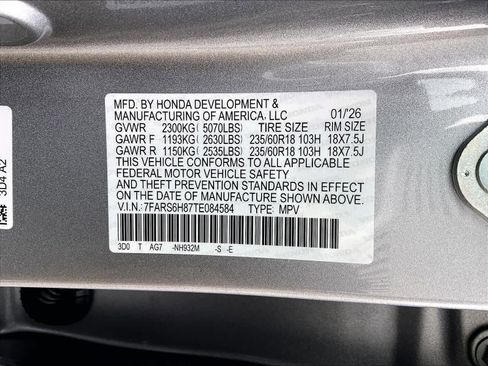 MFD. BY HONDA DEVELOPMENT &
MANUFACTURING OF AMERICA, LLC 01/'26
GVWR 2300KG (5070LBS) TIRE SIZE RIM SIZE
GAWR F 1193KG (2630LBS) 235/60R18 103H 18X7.5J
GAWR R 1150KG (2535LBS) 235/60R18 103H 18X7.5J
THIS VEHICLE CONFORMS TO ALL APPLICABLE
FEDERAL MOTOR VEHICLE SAFETY
AND THEFT PREVENTION STANDARDS IN EFFECT
ON THE DATE OF MANUFACTURE SHOWN ABOVE.
V.I.N.:7FARS6H87TE084584 TYPE: MPV
3D0 T AG7 -NH932M -S -E
3D4 A2